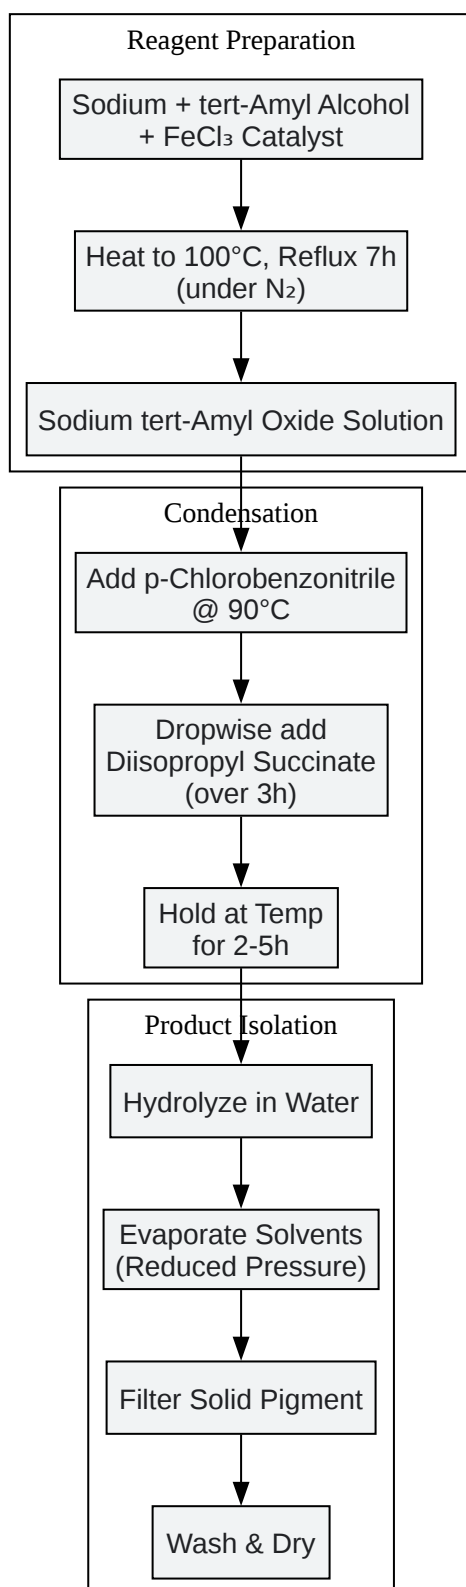 Reagent Preparation
Sodium + tert-Amyl Alcohol
+ FeCl₃ Catalyst
Heat to 100°C, Reflux 7h
(under N₂)
Sodium tert-Amyl Oxide Solution
Condensation
Add p-Chlorobenzonitrile
@ 90°C
Dropwise add
Diisopropyl Succinate
(over 3h)
Hold at Temp
for 2-5h
Product Isolation
Hydrolyze in Water
Evaporate Solvents
(Reduced Pressure)
Filter Solid Pigment
Wash & Dry